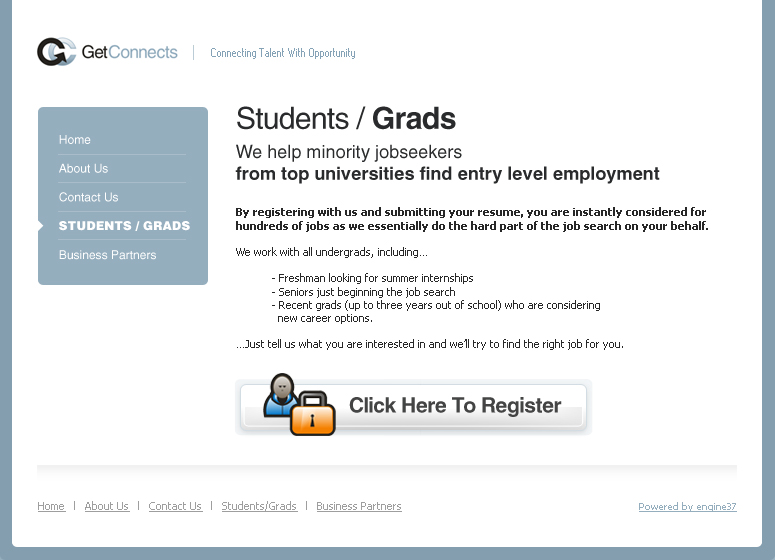 GetConnects | Connecting Talent With Opportunity
Home
About Us
Contact Us
STUDENTS / GRADS
Business Partners
Students / Grads
We help minority jobseekers
from top universities find entry level employment
By registering with us and submitting your resume, you are instantly considered for
hundreds of jobs as we essentially do the hard part of the job search on your behalf.
We work with all undergrads, including...
- Freshman looking for summer internships
- Seniors just beginning the job search
- Recent grads (up to three years out of school) who are considering
new career options.
...Just tell us what you are interested in and we'll try to find the right job for you.
Click Here To Register
Home | About Us | Contact Us | Students/Grads | Business Partners
Powered by engine37